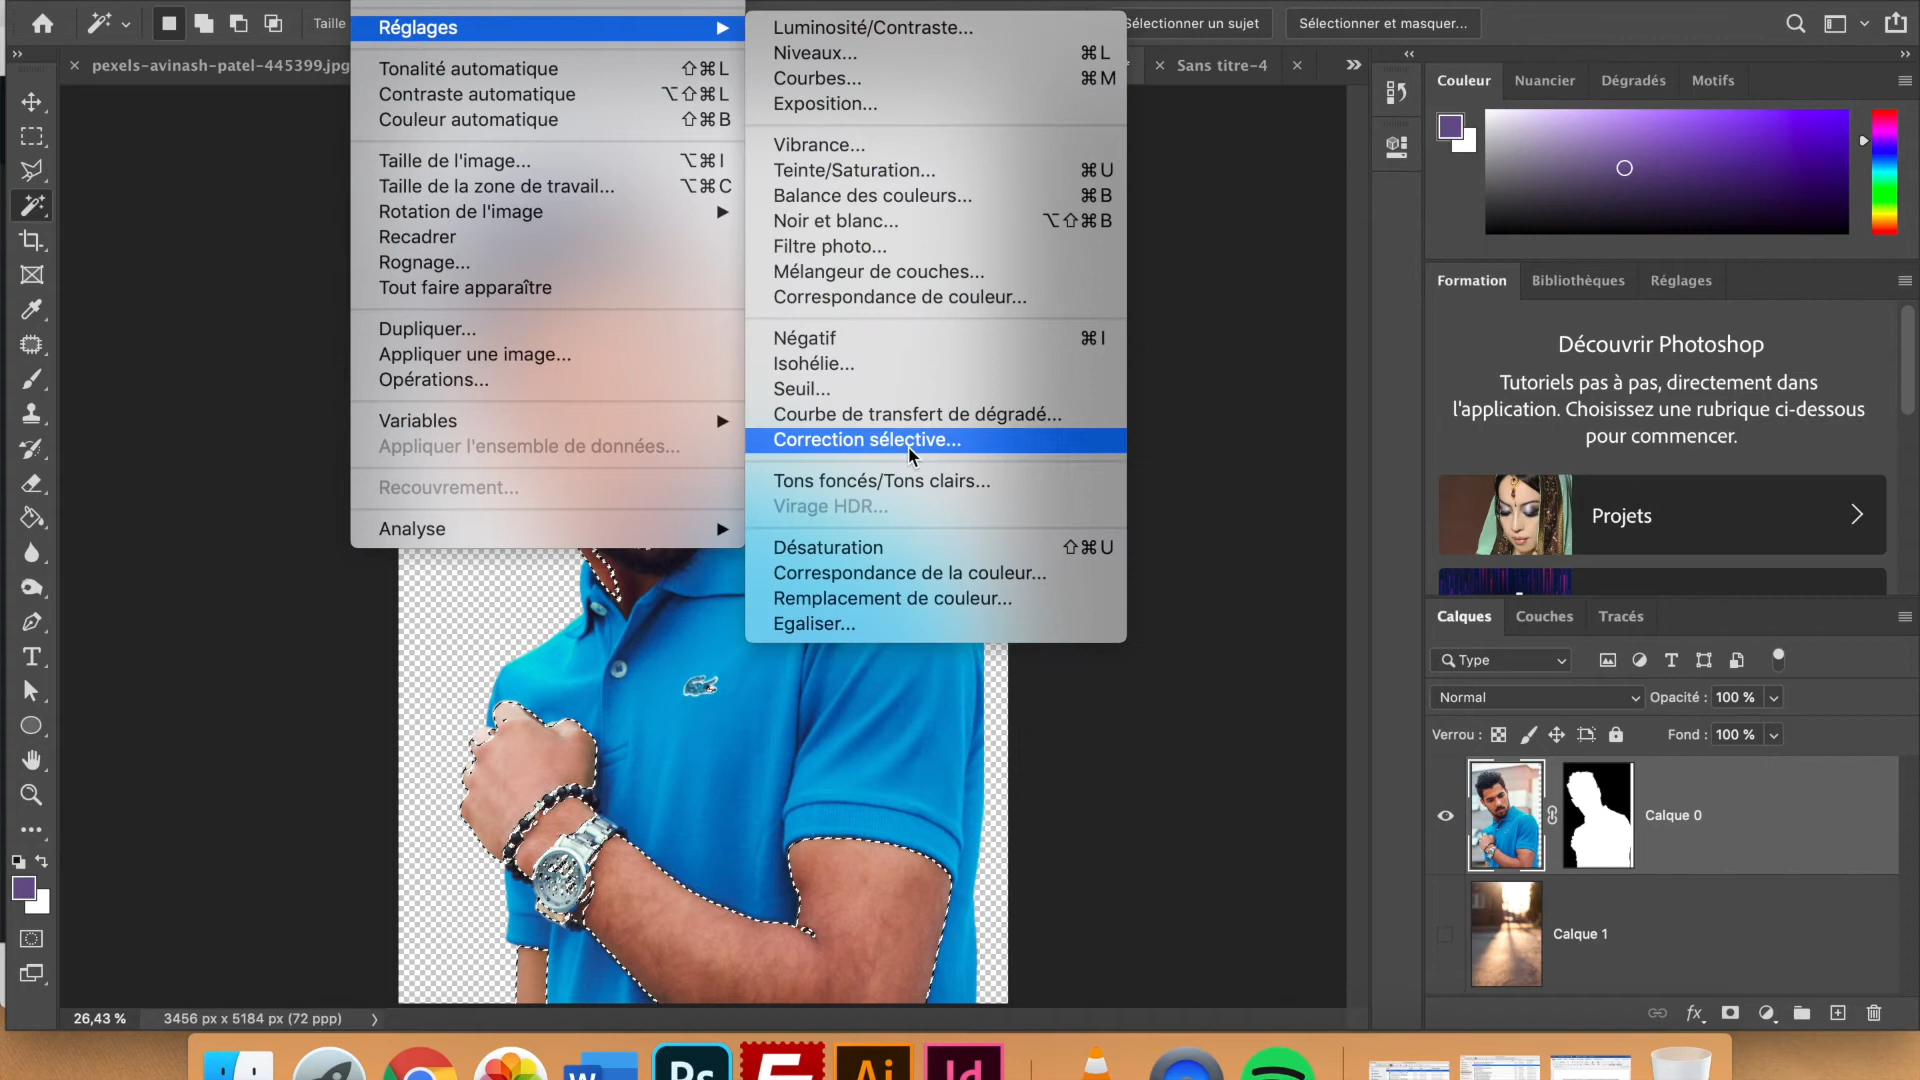 Taille
Sélectionner un sujet
Sélectionner et masquer...
pexels-avinash-patel-445399.jpg
Sans titre-4
Réglages
Tonalité automatique ⇧⌘L
Contraste automatique ⌥⇧⌘L
Couleur automatique ⇧⌘B
Taille de l'image... ⌥⌘I
Taille de la zone de travail... ⌥⌘C
Rotation de l'image
Recadrer
Rognage...
Tout faire apparaître
Dupliquer...
Appliquer une image...
Opérations...
Variables
Appliquer l'ensemble de données...
Recouvrement...
Analyse
Luminosité/Contraste...
Niveaux... ⌘L
Courbes... ⌘M
Exposition...
Vibrance...
Teinte/Saturation... ⌘U
Balance des couleurs... ⌘B
Noir et blanc... ⌥⇧⌘B
Filtre photo...
Mélangeur de couches...
Correspondance de couleur...
Négatif ⌘I
Isohélie...
Seuil...
Courbe de transfert de dégradé...
Correction sélective...
Tons foncés/Tons clairs...
Virage HDR...
Désaturation ⇧⌘U
Correspondance de la couleur...
Remplacement de couleur...
Egaliser...
Couleur Nuancier Dégradés Motifs
Formation Bibliothèques Réglages
Découvrir Photoshop
Tutoriels pas à pas, directement dans
l'application. Choisissez une rubrique ci-dessous
pour commencer.
Projets
Calques Couches Tracés
Type
Normal Opacité : 100 %
Verrou : Fond : 100 %
Calque 0
Calque 1
fx
26,43 % 3456 px x 5184 px (72 ppp)
W Ps Ai Id